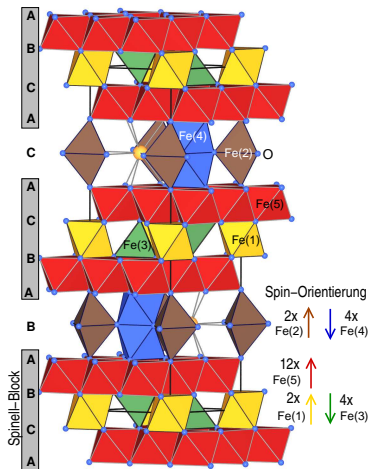 A
B
C
A
C
A
C
B
A
B
A
B
C
A
Spinell-Block
Fe(4)
Fe(2)
O
Fe(5)
Fe(3)
Fe(1)
Spin-Orientierung
2x 4x
Fe(2) Fe(4)
12x
Fe(5)
2x 4x
Fe(1) Fe(3)